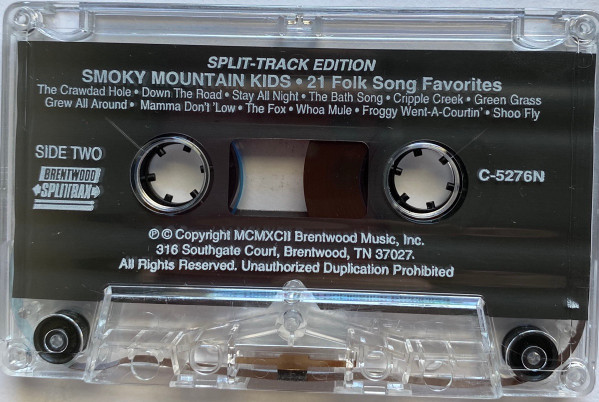 SPLIT-TRACK EDITION
SMOKY MOUNTAIN KIDS • 21 Folk Song Favorites
The Crawdad Hole • Down The Road • Stay All Night • The Bath Song • Cripple Creek • Green Grass
Grew All Around • Mamma Don't 'Low • The Fox • Whoa Mule • Froggy Went-A-Courtin' • Shoo Fly
SIDE TWO
BRENTWOOD
SPLITRAX
C-5276N
℗ © Copyright MCMXCII Brentwood Music, Inc.
316 Southgate Court, Brentwood, TN 37027.
All Rights Reserved. Unauthorized Duplication Prohibited